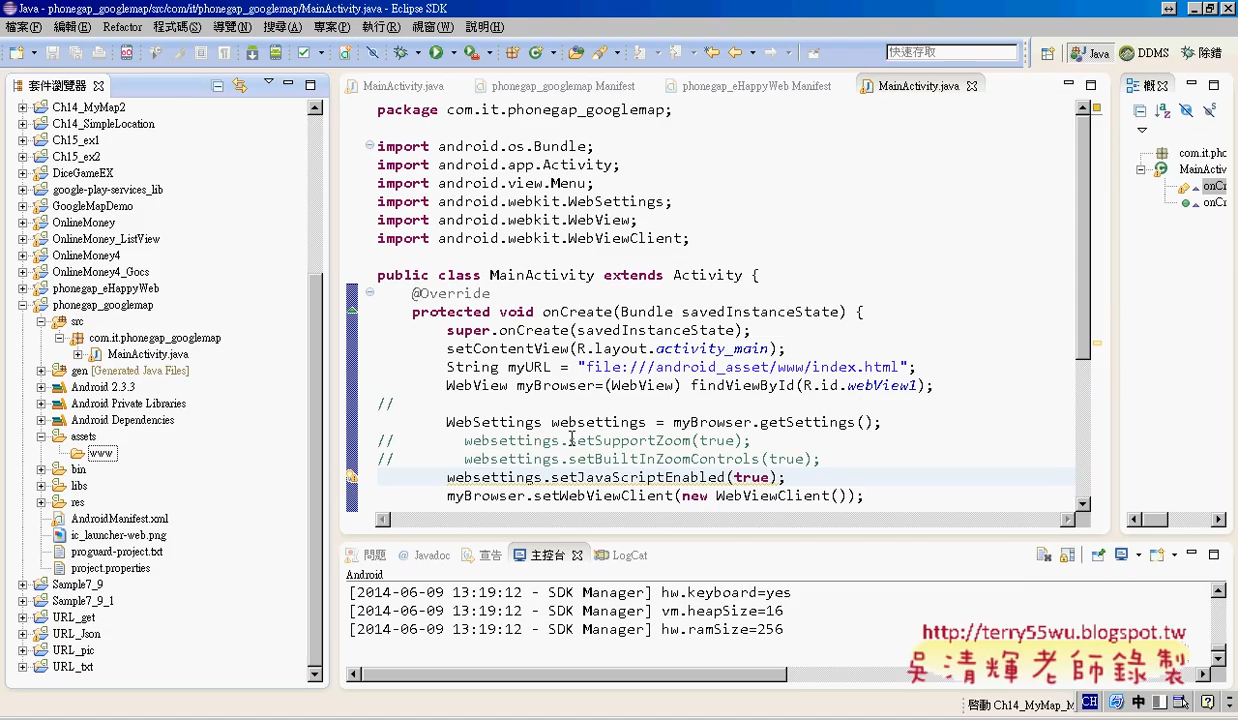 Java - phonegap_googlemap/src/com/it/phonegap_googlemap/MainActivity.java - Eclipse SDK
檔案(F) 編輯(E) Refactor 程式碼(S) 導覽(N) 搜尋(A) 專案(P) 執行(R) 視窗(W) 說明(H)
快速存取 Java DDMS 除錯
套件瀏覽器
MainActivity.java phonegap_googlemap Manifest phonegap_eHappyWeb Manifest MainActivity.java
概
Ch14_MyMap2
Ch14_SimpleLocation
Ch15_ex1
Ch15_ex2
DiceGameEX
google-play-services_lib
GoogleMapDemo
OnlineMoney
OnlineMoney_ListView
OnlineMoney4
OnlineMoney4_Gocs
phonegap_eHappyWeb
phonegap_googlemap
src
com.it.phonegap_googlemap
MainActivity.java
gen [Generated Java Files]
Android 2.3.3
Android Private Libraries
Android Dependencies
assets
www
bin
libs
res
AndroidManifest.xml
ic_launcher-web.png
proguard-project.txt
project.properties
Sample7_9
Sample7_9_1
URL_get
URL_Json
URL_pic
URL_txt
package com.it.phonegap_googlemap;
import android.os.Bundle;
import android.app.Activity;
import android.view.Menu;
import android.webkit.WebSettings;
import android.webkit.WebView;
import android.webkit.WebViewClient;
public class MainActivity extends Activity {
@Override
protected void onCreate(Bundle savedInstanceState) {
super.onCreate(savedInstanceState);
setContentView(R.layout.activity_main);
String myURL = "file:///android_asset/www/index.html";
WebView myBrowser=(WebView) findViewById(R.id.webView1);
//
WebSettings websettings = myBrowser.getSettings();
// websettings.setSupportZoom(true);
// websettings.setBuiltInZoomControls(true);
websettings.setJavaScriptEnabled(true);
myBrowser.setWebViewClient(new WebViewClient());
com.it.phc
MainActiv
onCr
onCr
問題 @ Javadoc 宣告 主控台 LogCat
Android
[2014-06-09 13:19:12 - SDK Manager] hw.keyboard=yes
[2014-06-09 13:19:12 - SDK Manager] vm.heapSize=16
[2014-06-09 13:19:12 - SDK Manager] hw.ramSize=256
http://terry55wu.blogspot.tw
吳清輝老師錄製
啓動 Ch14_MyMap_M
CH 中